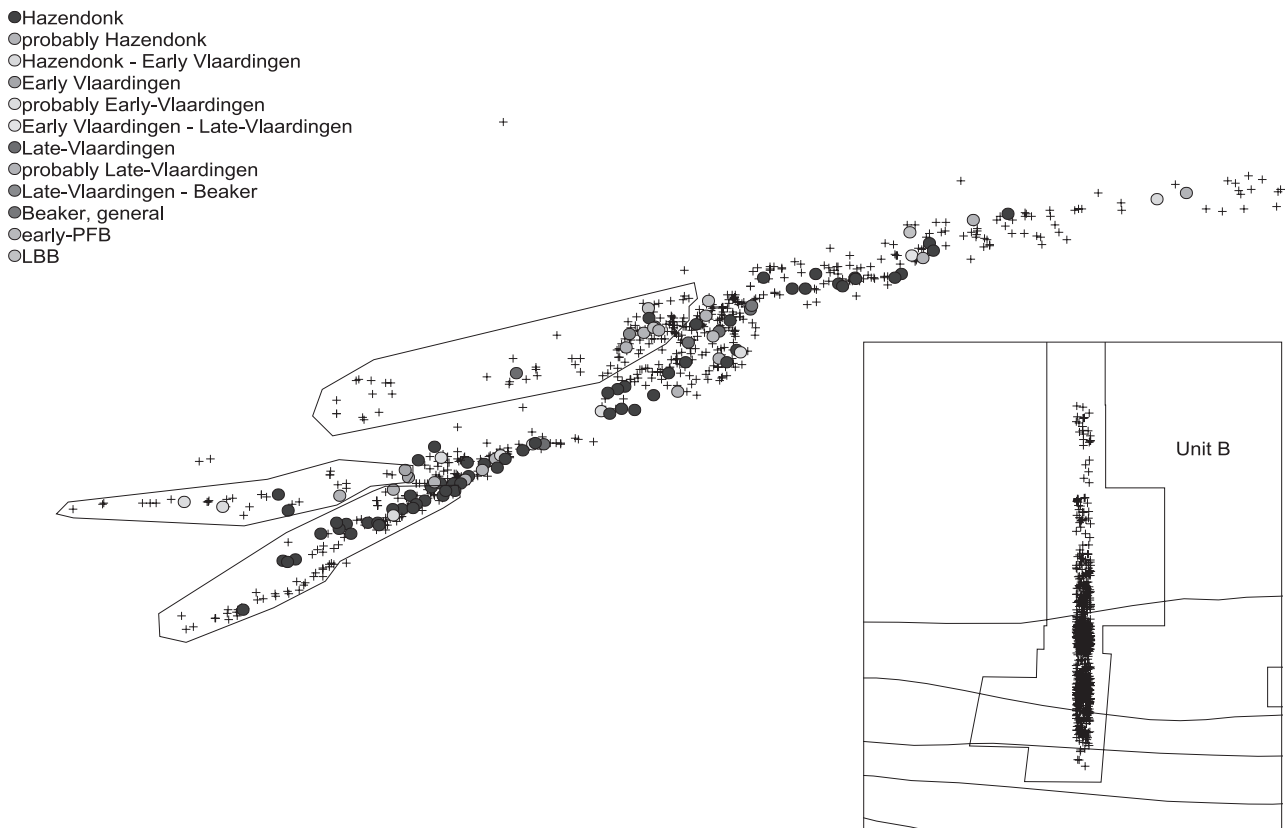 Hazendonk
probably Hazendonk
Hazendonk - Early Vlaardingen
Early Vlaardingen
probably Early-Vlaardingen
Early Vlaardingen - Late-Vlaardingen
Late-Vlaardingen
probably Late-Vlaardingen
Late-Vlaardingen - Beaker
Beaker, general
early-PFB
LBB
Unit B